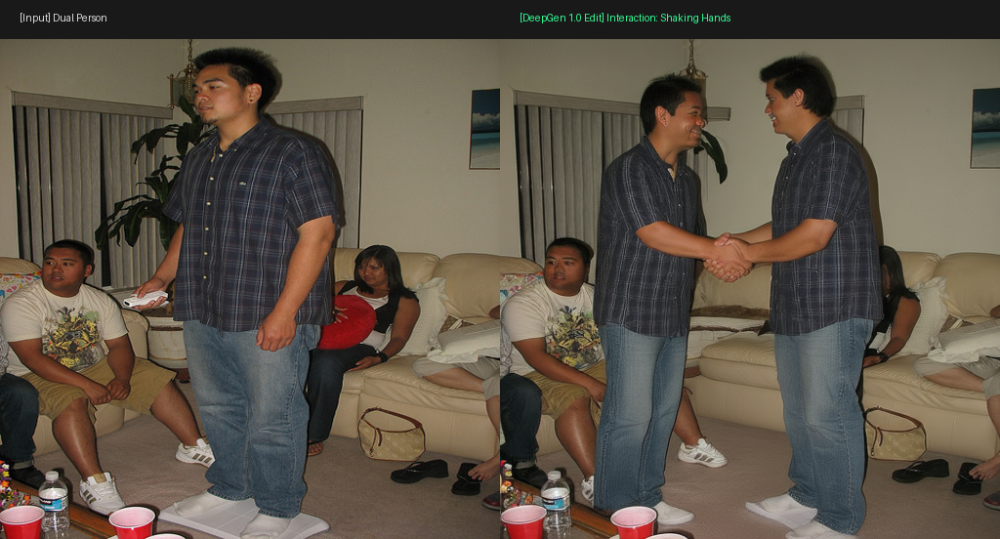 [Input] Dual Person
[DeepGen 1.0 Edit] Interaction: Shaking Hands